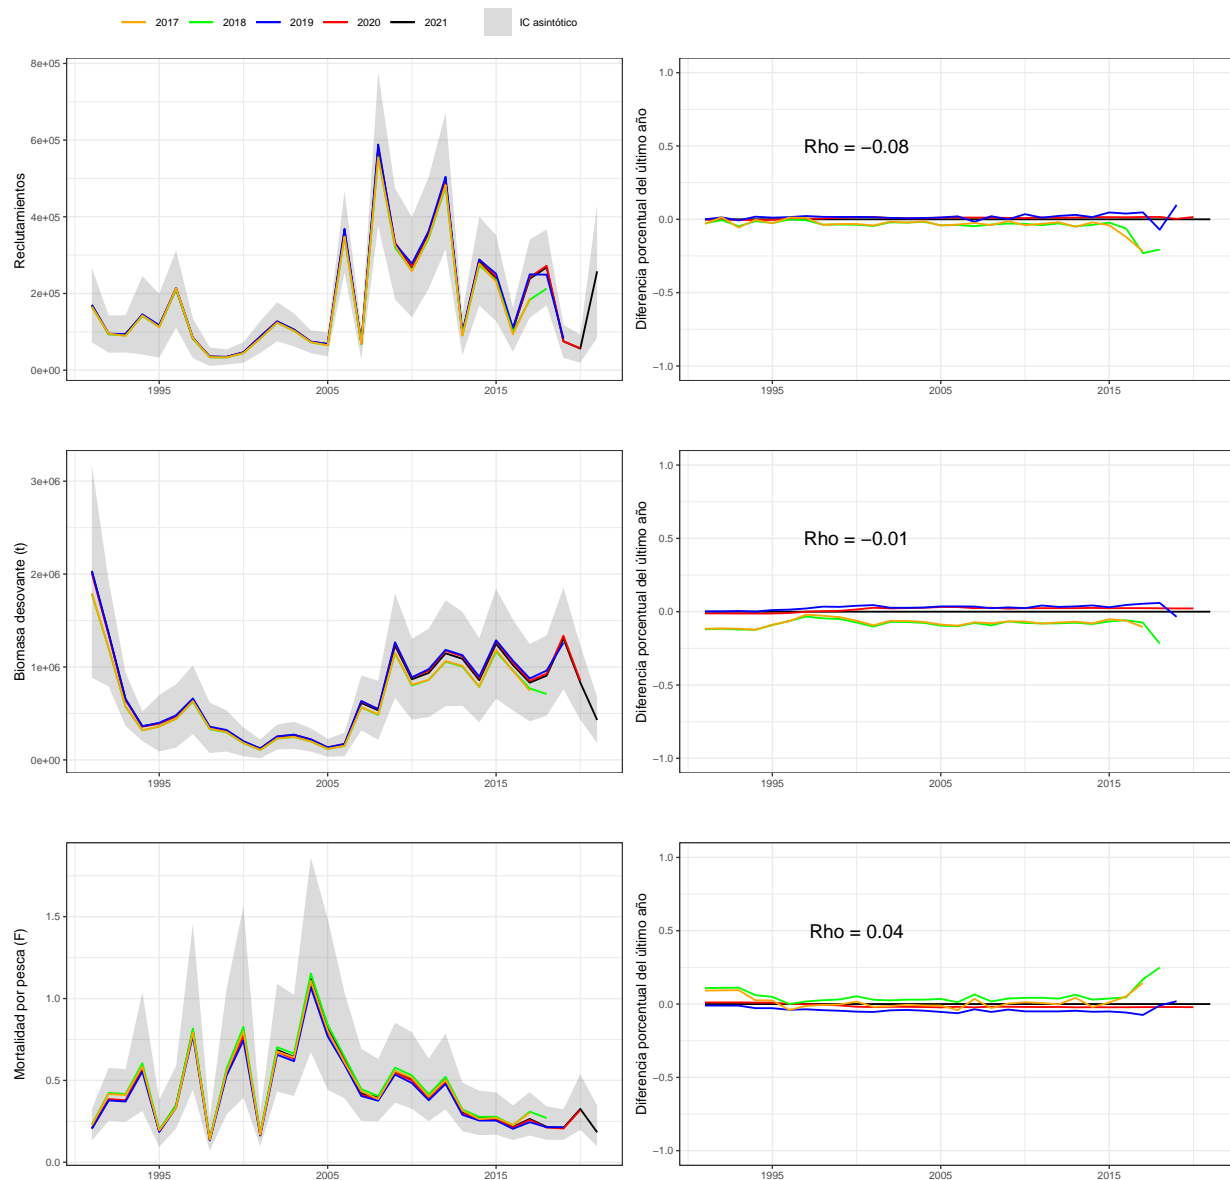 2017 2018 2019 2020 2021 IC asintótico
Reclutamientos
8e+05
6e+05
4e+05
2e+05
0e+00
1995 2005 2015
Diferencia porcentual del último año
1.0
0.5
0.0
−0.5
−1.0
Rho = −0.08
1995 2005 2015
Biomasa desovante (t)
3e+06
2e+06
1e+06
0e+00
1995 2005 2015
Diferencia porcentual del último año
1.0
0.5
0.0
−0.5
−1.0
Rho = −0.01
1995 2005 2015
Mortalidad por pesca (F)
1.5
1.0
0.5
0.0
1995 2005 2015
Diferencia porcentual del último año
1.0
0.5
0.0
−0.5
−1.0
Rho = 0.04
1995 2005 2015